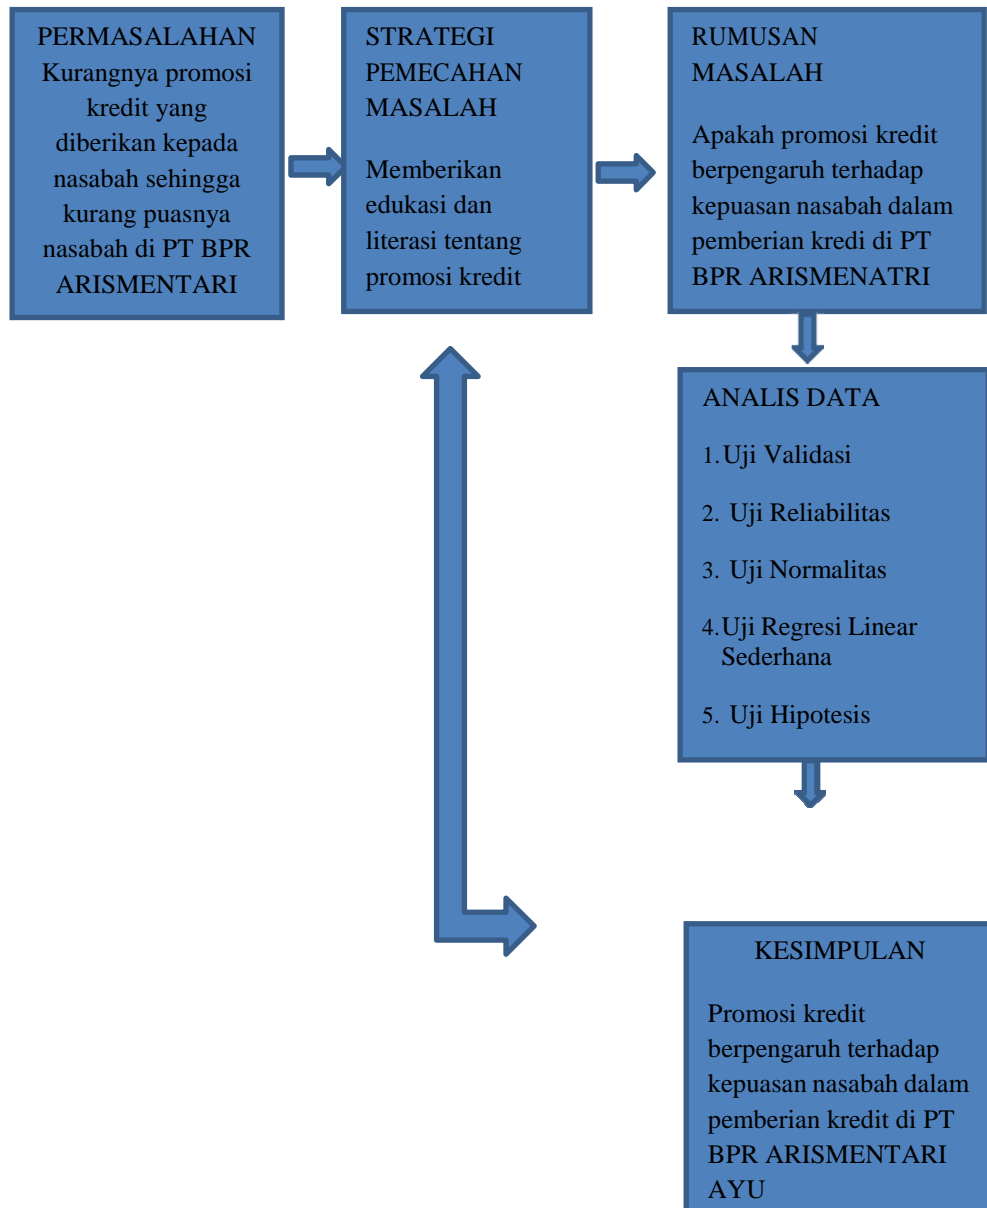 PERMASALAHAN
Kurangnya promosi
kredit yang
diberikan kepada
nasabah sehingga
kurang puasnya
nasabah di PT BPR
ARISMENTARI
STRATEGI
PEMECAHAN
MASALAH
Memberikan
edukasi dan
literasi tentang
promosi kredit
RUMUSAN
MASALAH
Apakah promosi kredit
berpengaruh terhadap
kepuasan nasabah dalam
pemberian kredi di PT
BPR ARISMENATRI
ANALIS DATA
1. Uji Validasi
2. Uji Reliabilitas
3. Uji Normalitas
4. Uji Regresi Linear
Sederhana
5. Uji Hipotesis
KESIMPULAN
Promosi kredit
berpengaruh terhadap
kepuasan nasabah dalam
pemberian kredit di PT
BPR ARISMENTARI
AYU